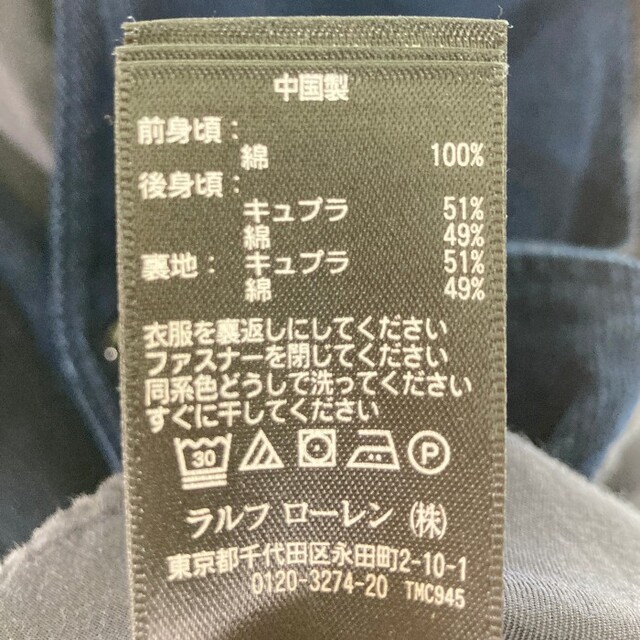 中国製
前身頃：
綿 100%
後身頃：
キュプラ 51%
綿 49%
裏地： キュプラ 51%
綿 49%
衣服を裏返しにしてください
ファスナーを閉じてください
同系色どうしで洗ってください
すぐに干してください
30 P
ラルフ ローレン（株）
東京都千代田区永田町2-10-1
0120-3274-20 TMC945